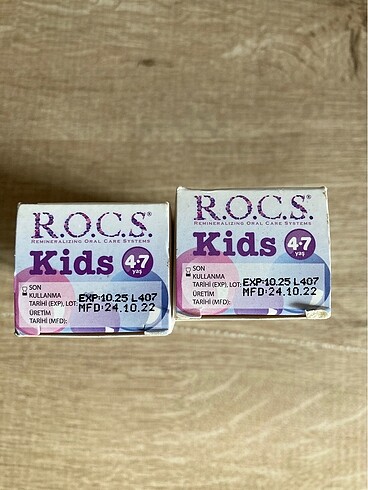 R.O.C.S.®
REMINERALIZING ORAL CARE SYSTEMS
Kids 4-7
yaş
SON
KULLANMA
TARİHİ (EXP), LOT: EXP:10.25 L407
ÜRETİM MFD:24.10.22
TARİHİ (MFD):
R.O.C.S.®
REMINERALIZING ORAL CARE SYSTEMS
Kids 4-7
yaş
SON
KULLANMA
TARİHİ (EXP), LOT: EXP:10.25 L407
ÜRETİM MFD:24.10.22
TARİHİ (MFD):